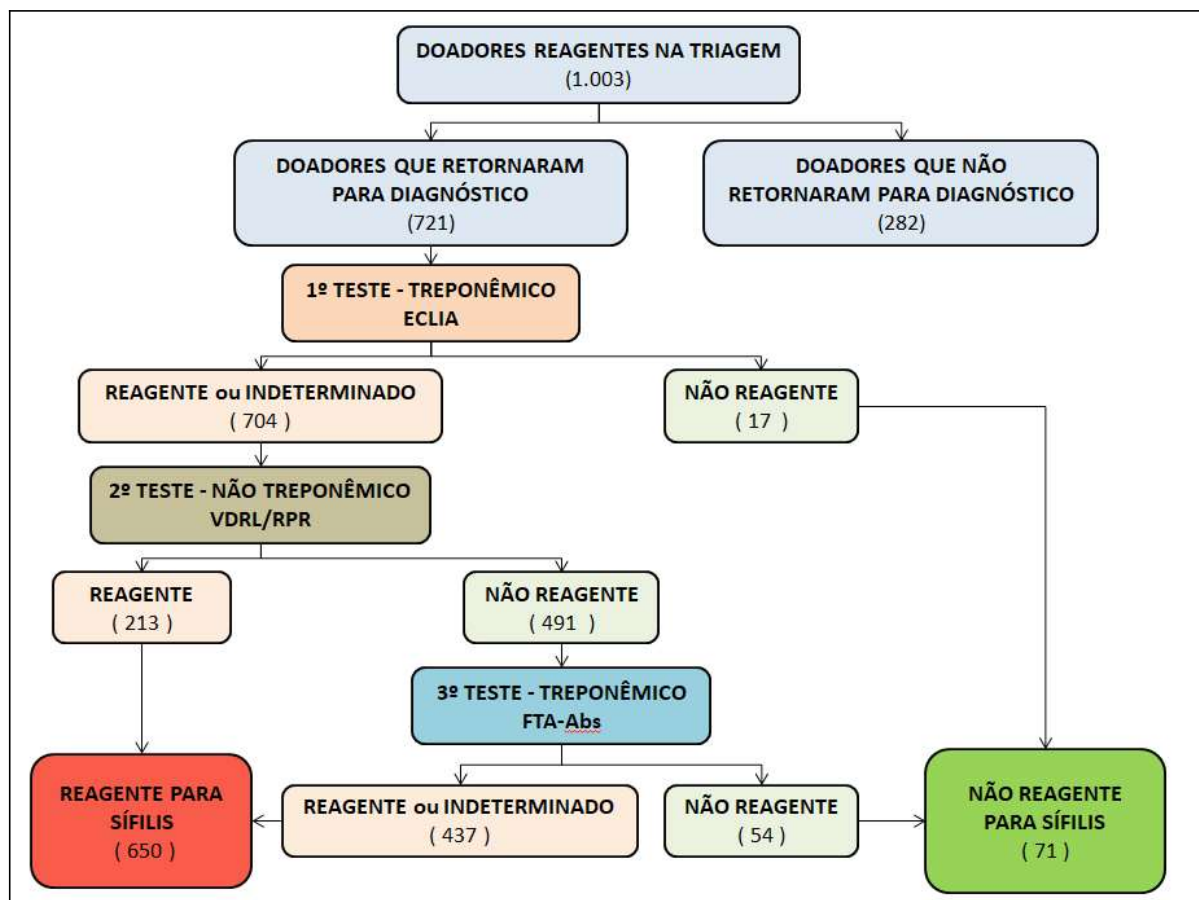 DOADORES REAGENTES NA TRIAGEM
(1.003)
DOADORES QUE RETORNARAM
PARA DIAGNÓSTICO
(721)
DOADORES QUE NÃO
RETORNARAM PARA DIAGNÓSTICO
(282)
1º TESTE - TREPONÊMICO
ECLIA
REAGENTE ou INDETERMINADO
( 704 )
NÃO REAGENTE
( 17 )
2º TESTE - NÃO TREPONÊMICO
VDRL/RPR
REAGENTE
( 213 )
NÃO REAGENTE
( 491 )
3º TESTE - TREPONÊMICO
FTA-Abs
REAGENTE PARA
SÍFILIS
( 650 )
REAGENTE ou INDETERMINADO
( 437 )
NÃO REAGENTE
( 54 )
NÃO REAGENTE
PARA SÍFILIS
( 71 )